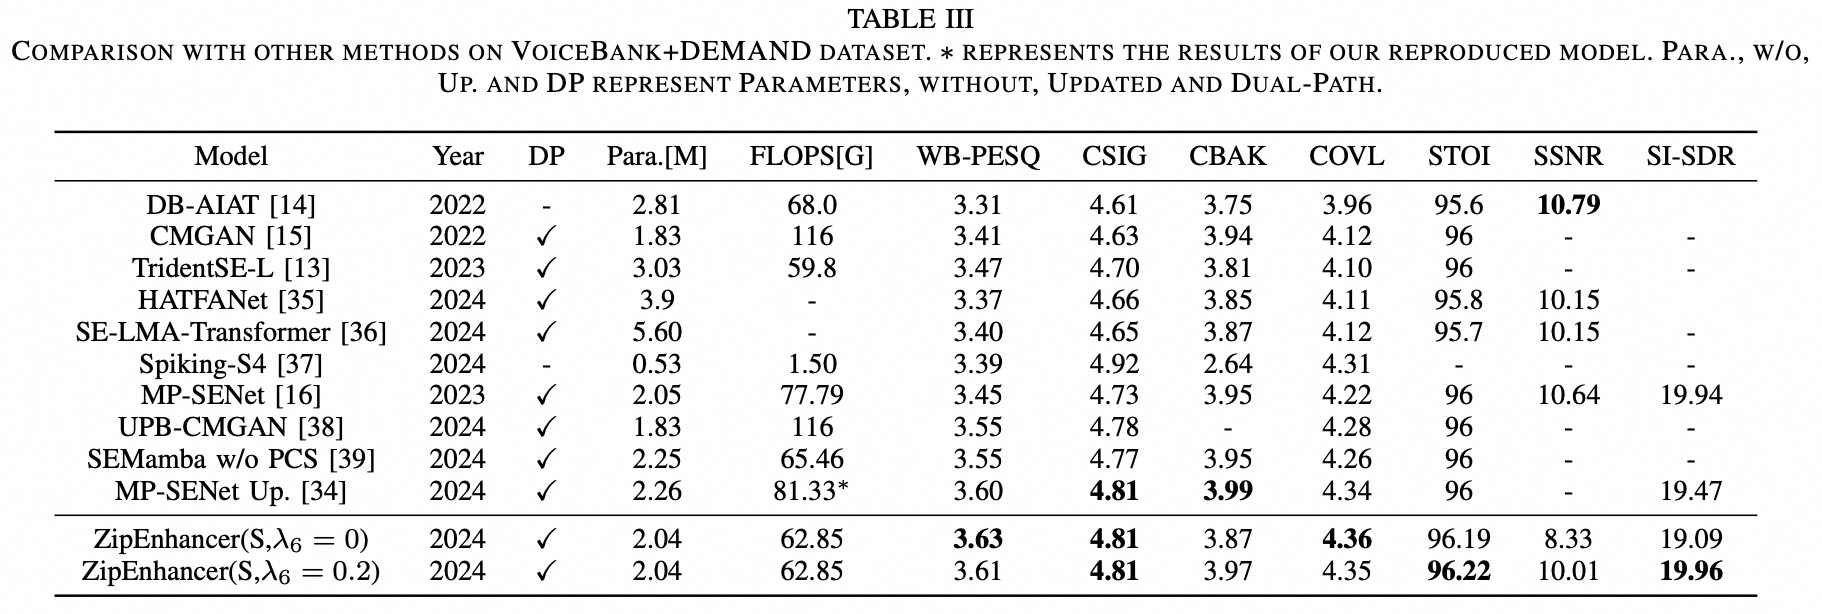 TABLE III
COMPARISON WITH OTHER METHODS ON VOICEBANK+DEMAND DATASET. * REPRESENTS THE RESULTS OF OUR REPRODUCED MODEL. PARA., W/O,
UP. AND DP REPRESENT PARAMETERS, WITHOUT, UPDATED AND DUAL-PATH.
Model Year DP Para.[M] FLOPS[G] WB-PESQ CSIG CBAK COVL STOI SSNR SI-SDR
DB-AIAT [14] 2022 - 2.81 68.0 3.31 4.61 3.75 3.96 95.6 10.79
CMGAN [15] 2022 ✓ 1.83 116 3.41 4.63 3.94 4.12 96 - -
TridentSE-L [13] 2023 ✓ 3.03 59.8 3.47 4.70 3.81 4.10 96 - -
HATFANet [35] 2024 ✓ 3.9 - 3.37 4.66 3.85 4.11 95.8 10.15
SE-LMA-Transformer [36] 2024 ✓ 5.60 - 3.40 4.65 3.87 4.12 95.7 10.15 -
Spiking-S4 [37] 2024 - 0.53 1.50 3.39 4.92 2.64 4.31 - - -
MP-SENet [16] 2023 ✓ 2.05 77.79 3.45 4.73 3.95 4.22 96 10.64 19.94
UPB-CMGAN [38] 2024 ✓ 1.83 116 3.55 4.78 - 4.28 96 - -
SEMamba w/o PCS [39] 2024 ✓ 2.25 65.46 3.55 4.77 3.95 4.26 96 - -
MP-SENet Up. [34] 2024 ✓ 2.26 81.33* 3.60 4.81 3.99 4.34 96 - 19.47
ZipEnhancer(S,λ₆ = 0) 2024 ✓ 2.04 62.85 3.63 4.81 3.87 4.36 96.19 8.33 19.09
ZipEnhancer(S,λ₆ = 0.2) 2024 ✓ 2.04 62.85 3.61 4.81 3.97 4.35 96.22 10.01 19.96